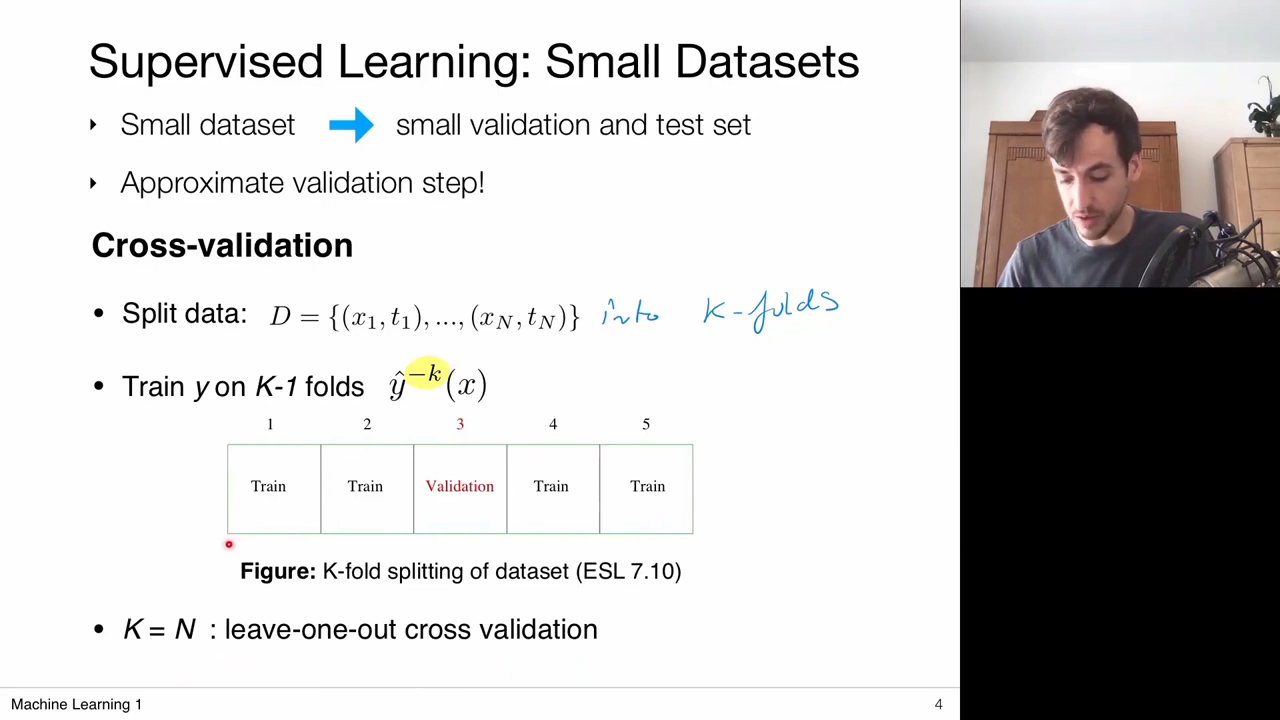 Supervised Learning: Small Datasets
‣ Small dataset ➡ small validation and test set
‣ Approximate validation step!
Cross-validation
• Split data: D = {(x₁, t₁), ..., (x_N, t_N)} into K-folds
• Train y on K-1 folds ŷ⁻ᵏ(x)
1 2 3 4 5
Train Train Validation Train Train
Figure: K-fold splitting of dataset (ESL 7.10)
• K = N : leave-one-out cross validation
Machine Learning 1 4